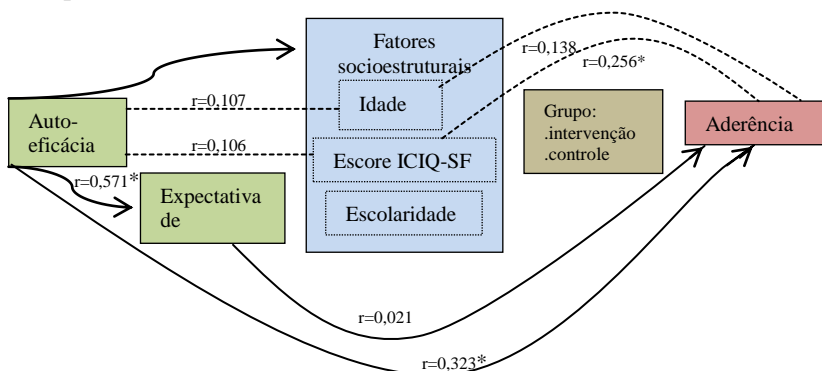 Fatores
socioestruturais
r=0,138
r=0,256*
r=0,107
Idade
Grupo:
.intervenção
.controle
Auto-
eficácia
Aderência
r=0,106
Escore ICIQ-SF
r=0,571*
Expectativa
de
Escolaridade
r=0,021
r=0,323*